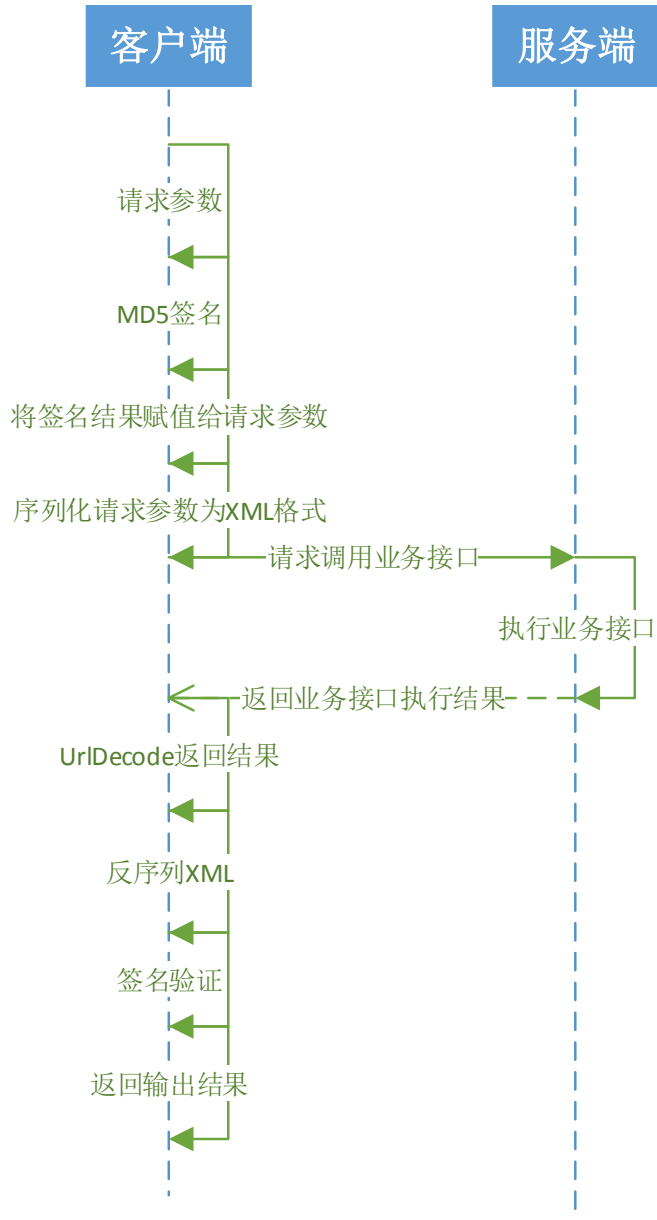 客户端
服务端
请求参数
MD5签名
将签名结果赋值给请求参数
序列化请求参数为XML格式
请求调用业务接口
执行业务接口
返回业务接口执行结果
UrlDecode返回结果
反序列XML
签名验证
返回输出结果